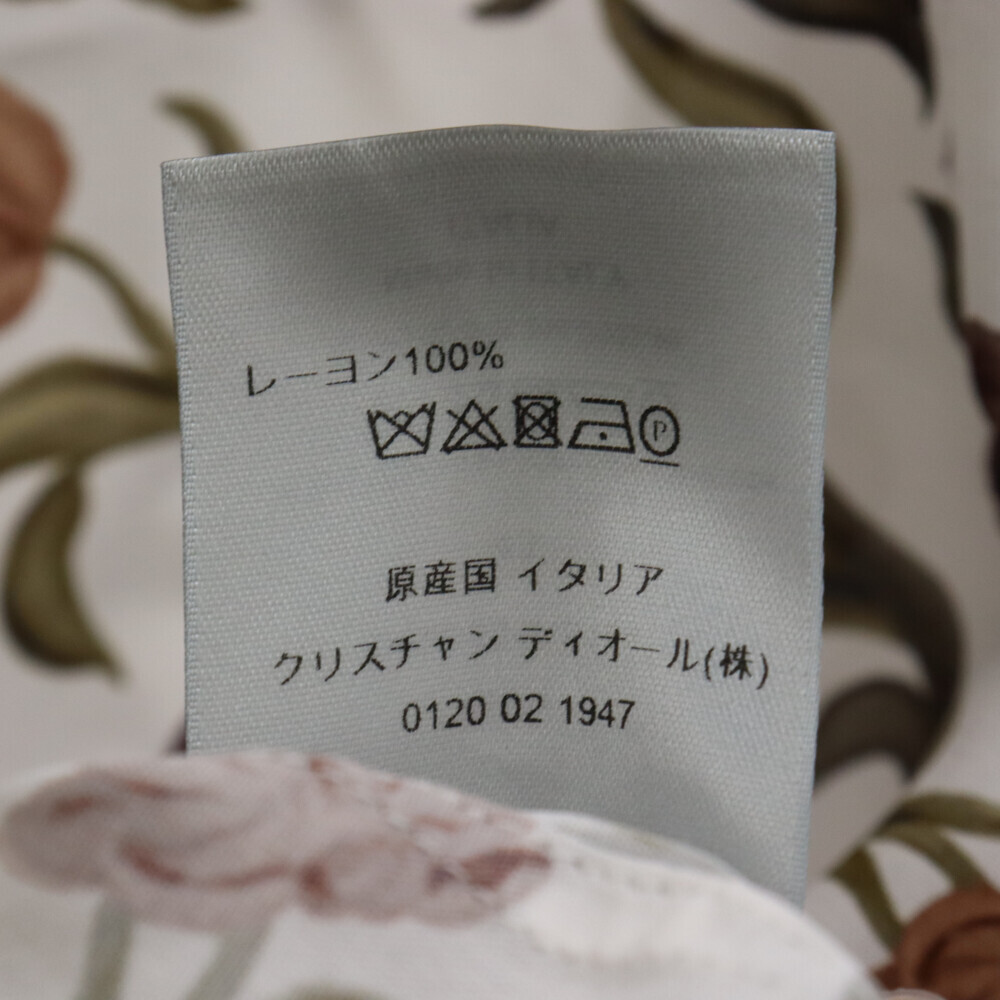 レーヨン100%
P
原産国 イタリア
クリスチャン ディオール(株)
0120 02 1947